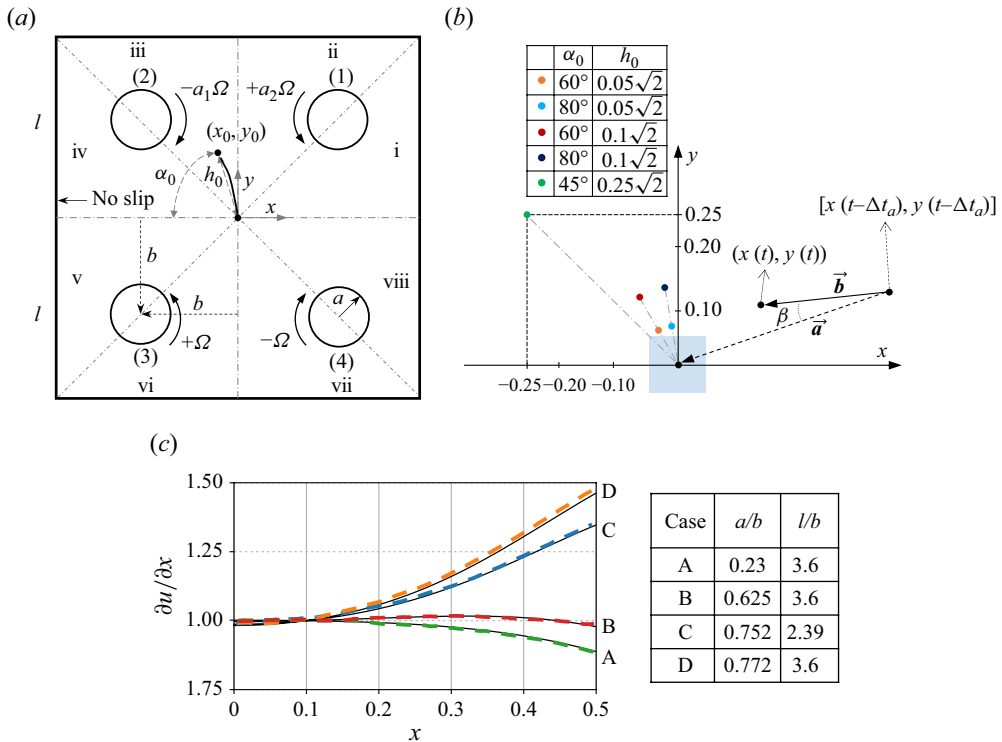 (a)
iii
ii
(2)
(1)
−a₁Ω
+a₂Ω
l
(x₀, y₀)
iv
i
α₀
h₀
y
No slip
x
b
v
viii
b
a
l
+Ω
−Ω
(3)
(4)
vi
vii
(b)
α₀ h₀
60° 0.05√2
80° 0.05√2
60° 0.1√2
80° 0.1√2
45° 0.25√2
y
[x (t–Δtₐ), y (t–Δtₐ)]
0.25
0.20
(x (t), y (t))
b⃗
0.10
β
a⃗
x
−0.25 −0.20 −0.10
(c)
1.50
D
C
1.25
∂u/∂x
1.00
B
A
1.75
0 0.1 0.2 0.3 0.4 0.5
x
Case a/b l/b
A 0.23 3.6
B 0.625 3.6
C 0.752 2.39
D 0.772 3.6